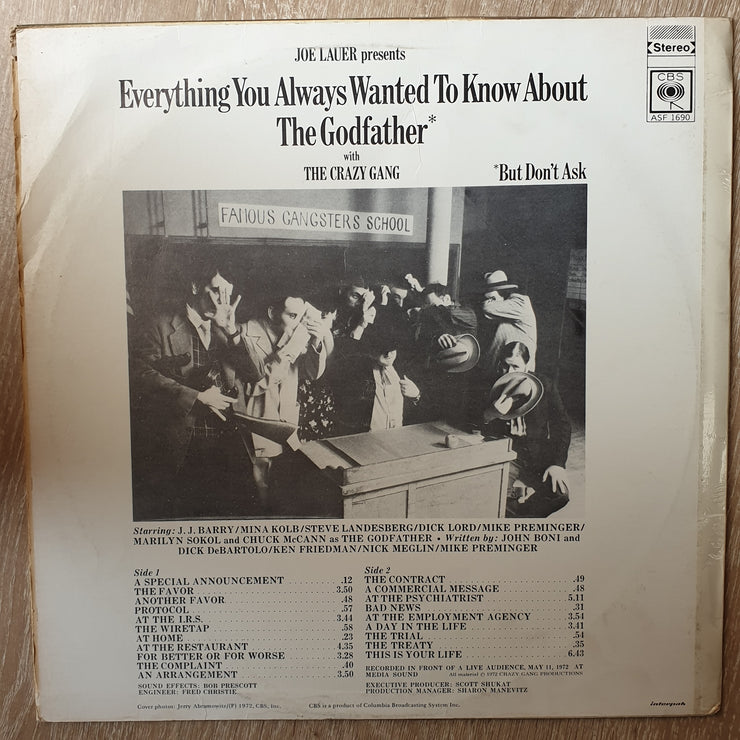 JOE LAUER presents
Everything You Always Wanted To Know About
The Godfather*
with
THE CRAZY GANG
*But Don't Ask
Stereo
CBS
ASF 1690
FAMOUS GANGSTERS SCHOOL
Starring: J. J. BARRY/MINA KOLB/STEVE LANDESBERG/DICK LORD/MIKE PREMINGER/
MARILYN SOKOL and CHUCK McCANN as THE GODFATHER • Written by: JOHN BONI and
DICK DeBARTOLO/KEN FRIEDMAN/NICK MEGLIN/MIKE PREMINGER
Side 1
A SPECIAL ANNOUNCEMENT .12
THE FAVOR 3.50
ANOTHER FAVOR .48
PROTOCOL .57
AT THE I.R.S. 3.44
THE WIRETAP .58
AT HOME .23
AT THE RESTAURANT 4.35
FOR BETTER OR FOR WORSE 3.28
THE COMPLAINT .40
AN ARRANGEMENT 3.50
SOUND EFFECTS: BOB PRESCOTT
ENGINEER: FRED CHRISTIE
Side 2
THE CONTRACT .49
A COMMERCIAL MESSAGE .48
AT THE PSYCHIATRIST 5.11
BAD NEWS .31
AT THE EMPLOYMENT AGENCY 3.54
A DAY IN THE LIFE 3.41
THE TRIAL .54
THE TREATY .35
THIS IS YOUR LIFE 6.43
RECORDED IN FRONT OF A LIVE AUDIENCE, MAY 11, 1972 AT
MEDIA SOUND All material © 1972 CRAZY GANG PRODUCTIONS
EXECUTIVE PRODUCER: SCOTT SHUKAT
PRODUCTION MANAGER: SHARON MANEVITZ
Cover photos: Jerry Abramowitz/(P) 1972, CBS, Inc.
CBS is a product of Columbia Broadcasting System, Inc.
interpak